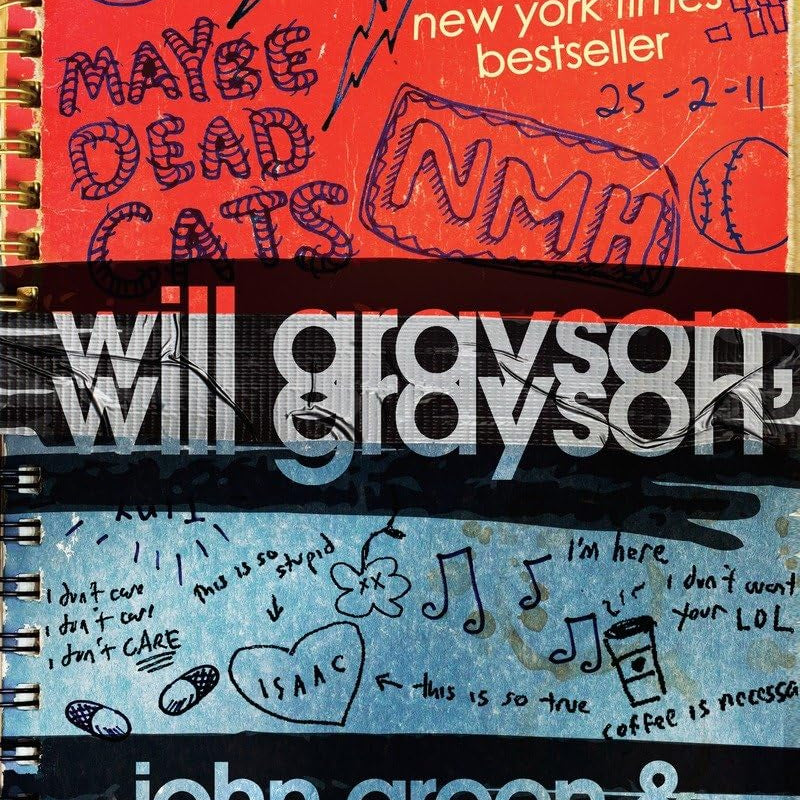 new york times
bestseller
MAYBE
DEAD
CATS
25-2-11
NMH
will grayson,
will grayson
this is so
stupid
I'm here
i don't care
i don't care
i don't CARE
i don't want
your LOL
XX
ISAAC
this is so true
coffee is necessa
john green &